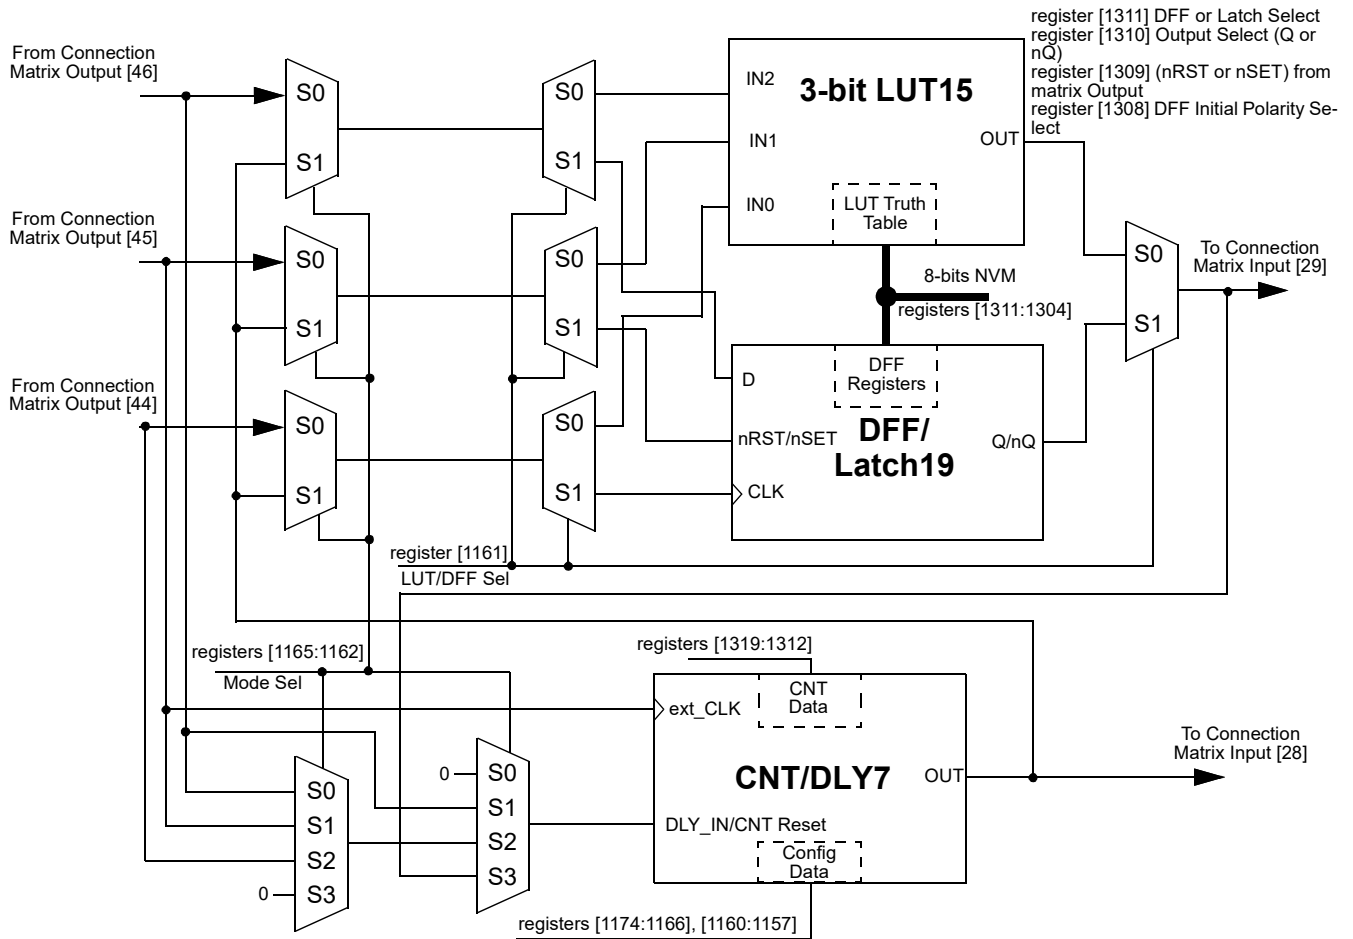 From Connection
Matrix Output [46]
S0
S1
S0
S1
IN2
IN1
IN0
3-bit LUT15
OUT
LUT Truth
Table
register [1311] DFF or Latch Select
register [1310] Output Select (Q or
nQ)
register [1309] (nRST or nSET) from
matrix Output
register [1308] DFF Initial Polarity Se-
lect
From Connection
Matrix Output [45]
S0
S1
S0
S1
8-bits NVM
registers [1311:1304]
S0
S1
To Connection
Matrix Input [29]
From Connection
Matrix Output [44]
S0
S1
S0
S1
D
nRST/nSET
CLK
DFF
Registers
DFF/
Latch19
Q/nQ
register [1161]
LUT/DFF Sel
registers [1165:1162]
Mode Sel
registers [1319:1312]
ext_CLK
CNT
Data
CNT/DLY7
OUT
DLY_IN/CNT Reset
Config
Data
To Connection
Matrix Input [28]
S0
S1
S2
0
S3
0
S0
S1
S2
S3
registers [1174:1166], [1160:1157]